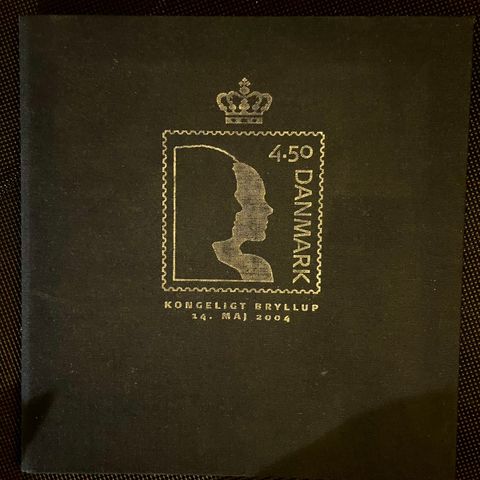 4.50
DANMARK
KONGELIGT BRYLLUP
14. MAJ 2004